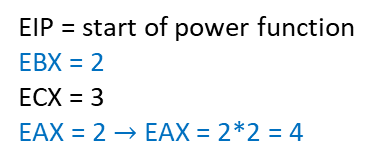 EIP = start of power function
EBX = 2
ECX = 3
EAX = 2 → EAX = 2*2 = 4